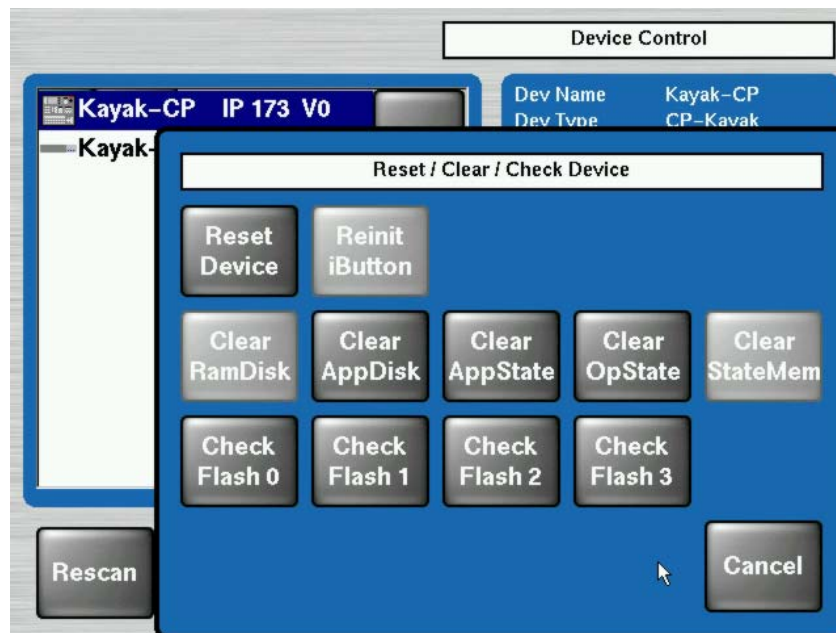 Device Control
Kayak-CP IP 173 V0
Kayak-
Dev Name Kayak-CP
Dev Type CP-Kayak
Reset / Clear / Check Device
Reset
Device
Reinit
iButton
Clear
RamDisk
Clear
AppDisk
Clear
AppState
Clear
OpState
Clear
StateMem
Check
Flash 0
Check
Flash 1
Check
Flash 2
Check
Flash 3
Rescan
Cancel